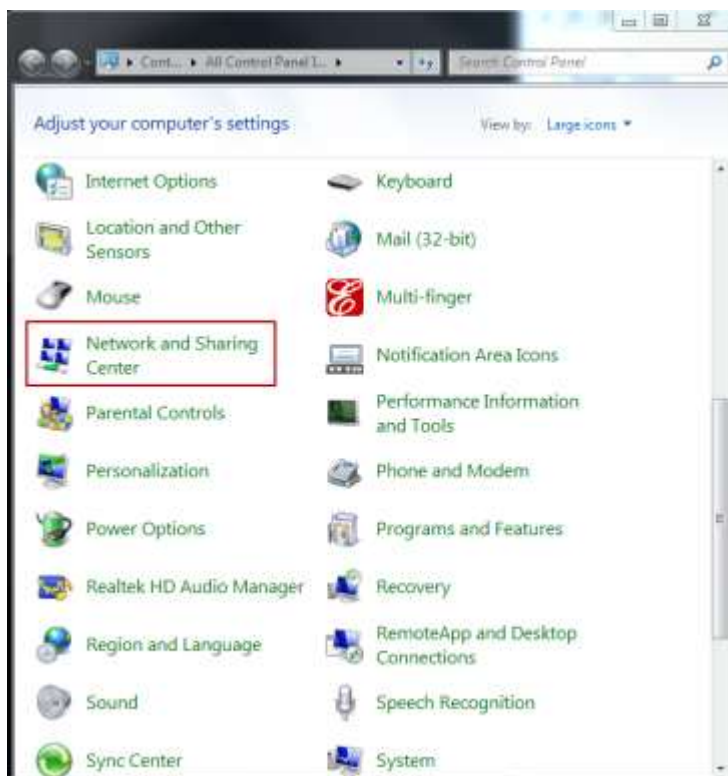 Cont... All Control Panel I...
Search Control Panel
Adjust your computer's settings
View by: Large icons
Internet Options
Keyboard
Location and Other
Sensors
Mail (32-bit)
Mouse
Multi-finger
Network and Sharing
Center
Notification Area Icons
Parental Controls
Performance Information
and Tools
Personalization
Phone and Modem
Power Options
Programs and Features
Realtek HD Audio Manager
Recovery
Region and Language
RemoteApp and Desktop
Connections
Sound
Speech Recognition
Sync Center
System